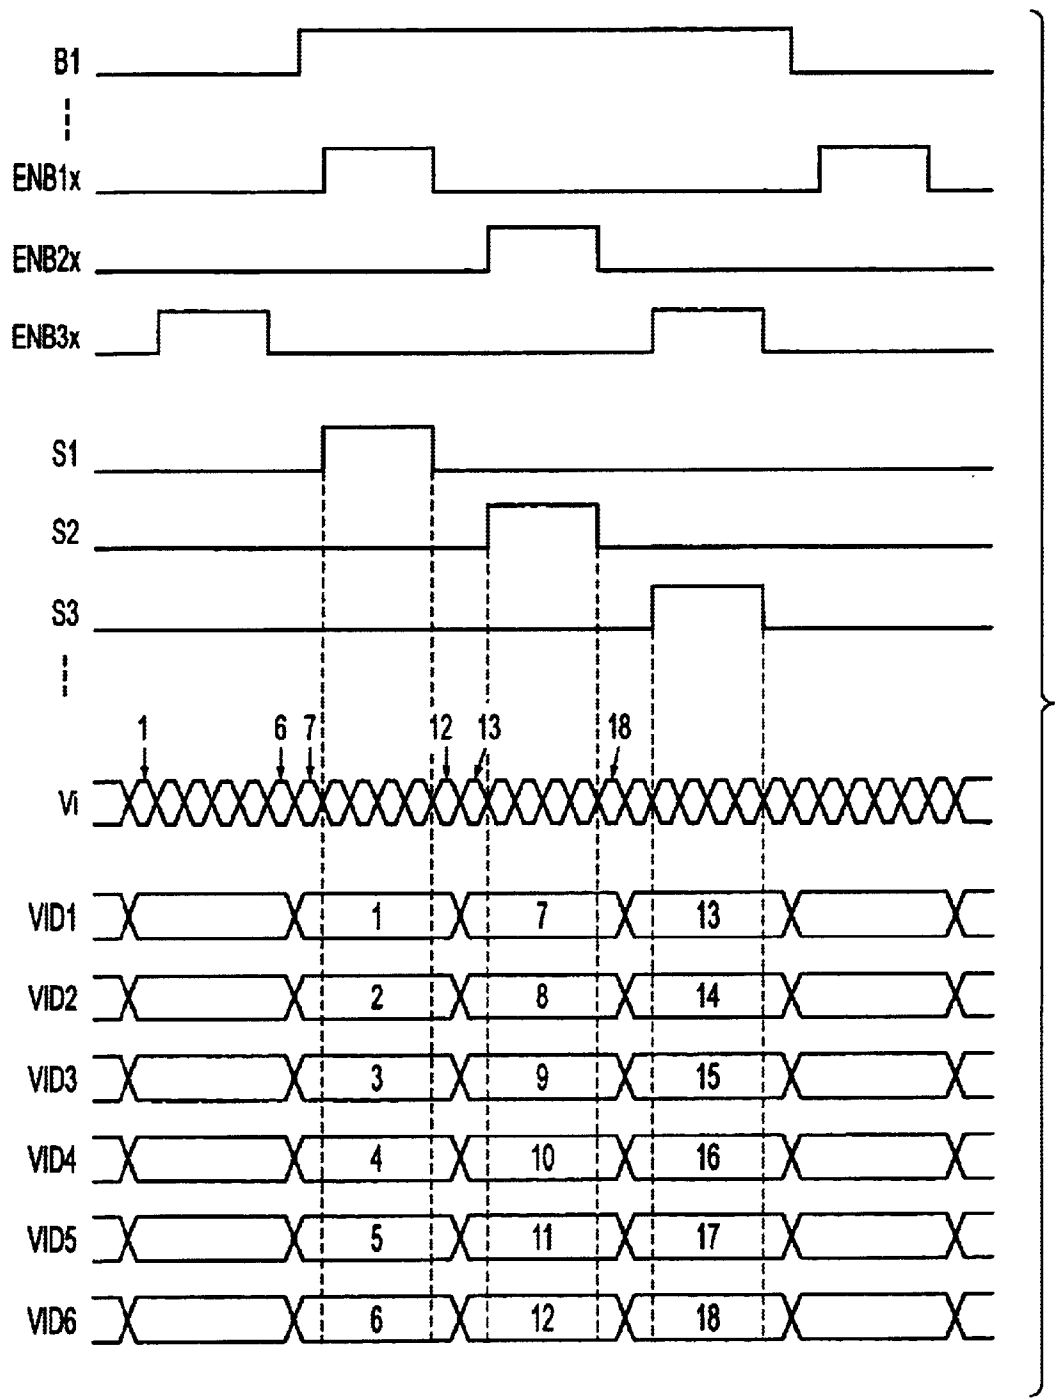 B1
ENB1x
ENB2x
ENB3x
S1
S2
S3
1 6 7 12 13 18
Vi
VID1 1 7 13
VID2 2 8 14
VID3 3 9 15
VID4 4 10 16
VID5 5 11 17
VID6 6 12 18